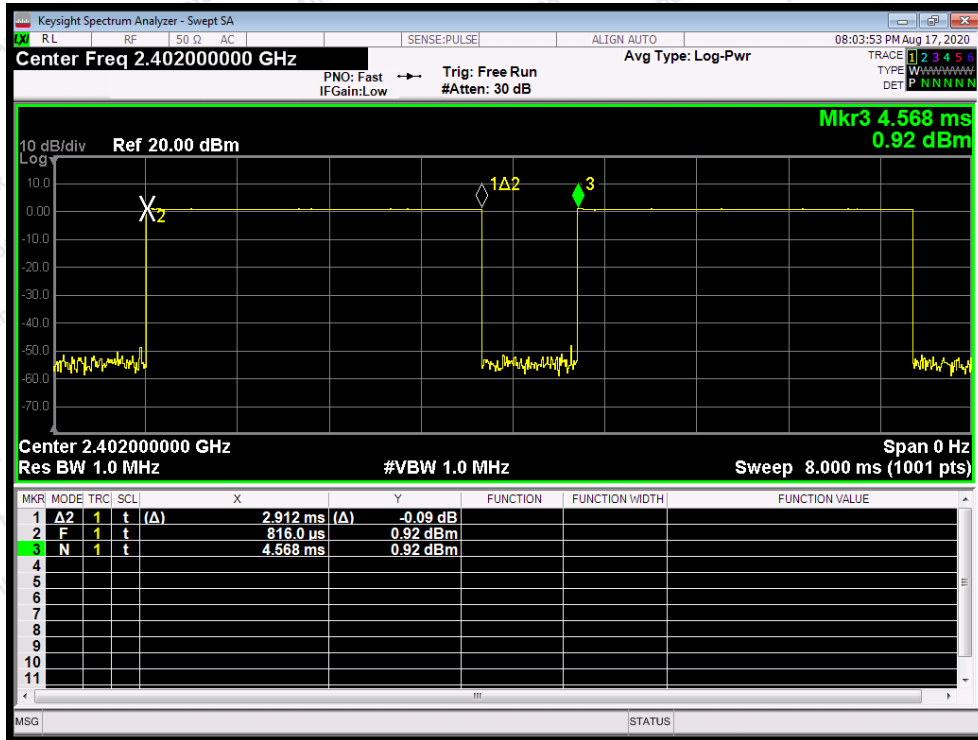 Keysight Spectrum Analyzer - Swept SA
LXI RL RF 50 Ω AC SENSE:PULSE ALIGN AUTO 08:03:53 PM Aug 17, 2020
Center Freq 2.402000000 GHz Avg Type: Log-Pwr TRACE 1 2 3 4 5 6
PNO: Fast Trig: Free Run TYPE W
IFGain:Low #Atten: 30 dB DET P N N N N N
Mkr3 4.568 ms
10 dB/div Ref 20.00 dBm 0.92 dBm
Log
10.0 1Δ2 3
0.00 2
-10.0
-20.0
-30.0
-40.0
-50.0
-60.0
-70.0
Center 2.402000000 GHz Span 0 Hz
Res BW 1.0 MHz #VBW 1.0 MHz Sweep 8.000 ms (1001 pts)
MKR MODE TRC SCL X Y FUNCTION FUNCTION WIDTH FUNCTION VALUE
1 Δ2 1 t (Δ) 2.912 ms (Δ) -0.09 dB
2 F 1 t 816.0 µs 0.92 dBm
3 N 1 t 4.568 ms 0.92 dBm
4
5
6
7
8
9
10
11
MSG STATUS